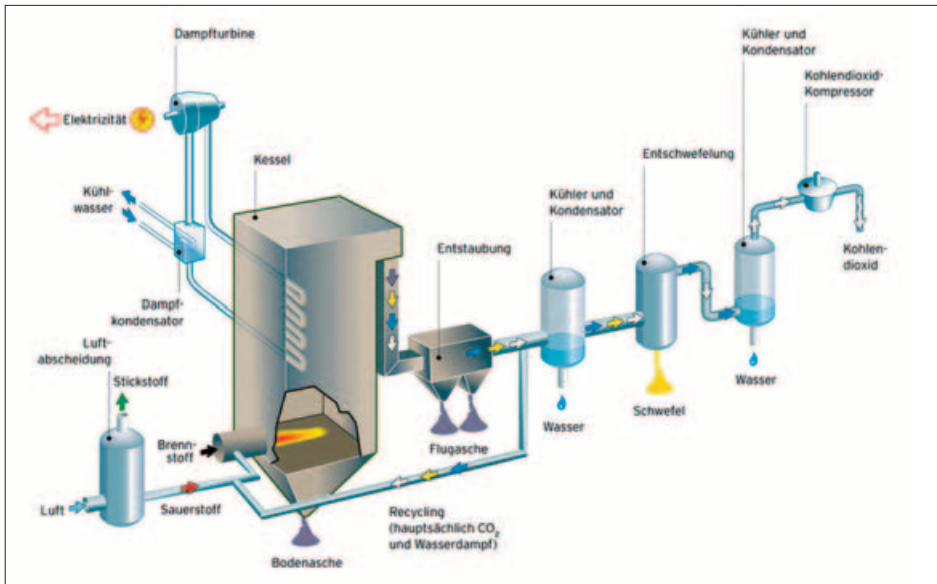 Dampfturbine
Elektrizität
Kühl-
wasser
Dampf-
kondensator
Luft-
abscheidung
Stickstoff
Luft
Sauerstoff
Brenn-
stoff
Kessel
Bodenasche
Entstaubung
Flugasche
Recycling
(hauptsächlich CO₂
und Wasserdampf)
Kühler und
Kondensator
Wasser
Entschwefelung
Schwefel
Kühler und
Kondensator
Wasser
Kohlendioxid-
Kompressor
Kohlen-
dioxid